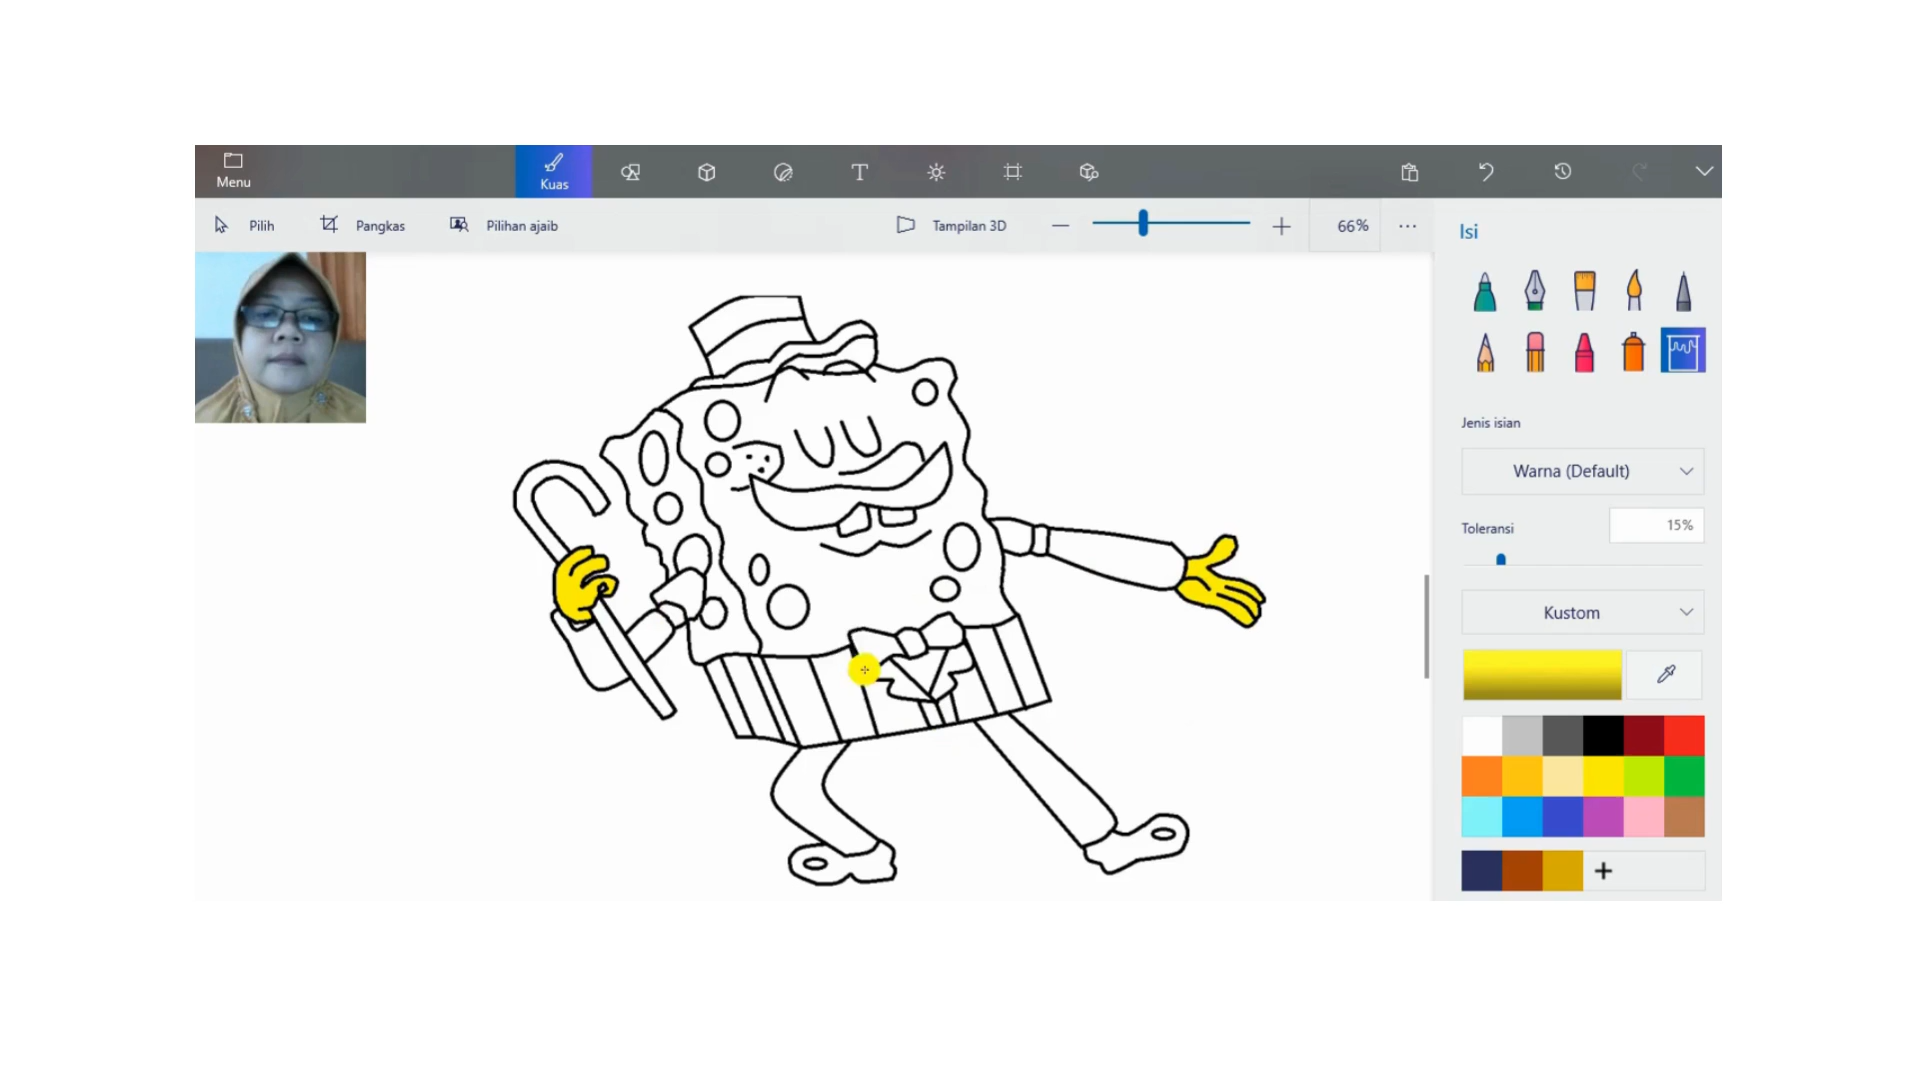 Menu
Kuas
Pilih
Pangkas
Pilihan ajaib
Tampilan 3D
66%
Isi
Jenis isian
Warna (Default)
Toleransi
15%
Kustom